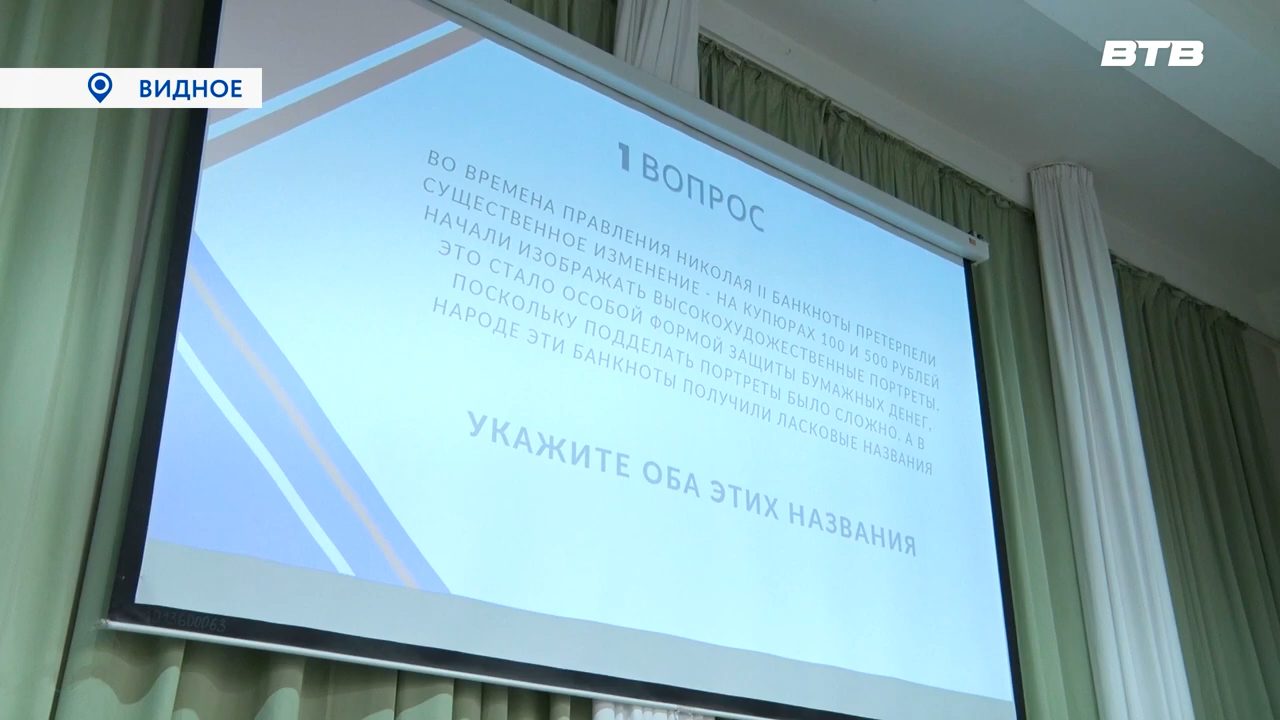 ВТВ
ВИДНОЕ
1 ВОПРОС
ВО ВРЕМЕНА ПРАВЛЕНИЯ НИКОЛАЯ II БАНКНОТЫ ПРЕТЕРПЕЛИ
СУЩЕСТВЕННОЕ ИЗМЕНЕНИЕ - НА КУПЮРАХ 100 И 500 РУБЛЕЙ
НАЧАЛИ ИЗОБРАЖАТЬ ВЫСОКОХУДОЖЕСТВЕННЫЕ ПОРТРЕТЫ.
ЭТО СТАЛО ОСОБОЙ ФОРМОЙ ЗАЩИТЫ БУМАЖНЫХ ДЕНЕГ,
ПОСКОЛЬКУ ПОДДЕЛАТЬ ПОРТРЕТЫ БЫЛО СЛОЖНО. А В
НАРОДЕ ЭТИ БАНКНОТЫ ПОЛУЧИЛИ ЛАСКОВЫЕ НАЗВАНИЯ
УКАЖИТЕ ОБА ЭТИХ НАЗВАНИЯ